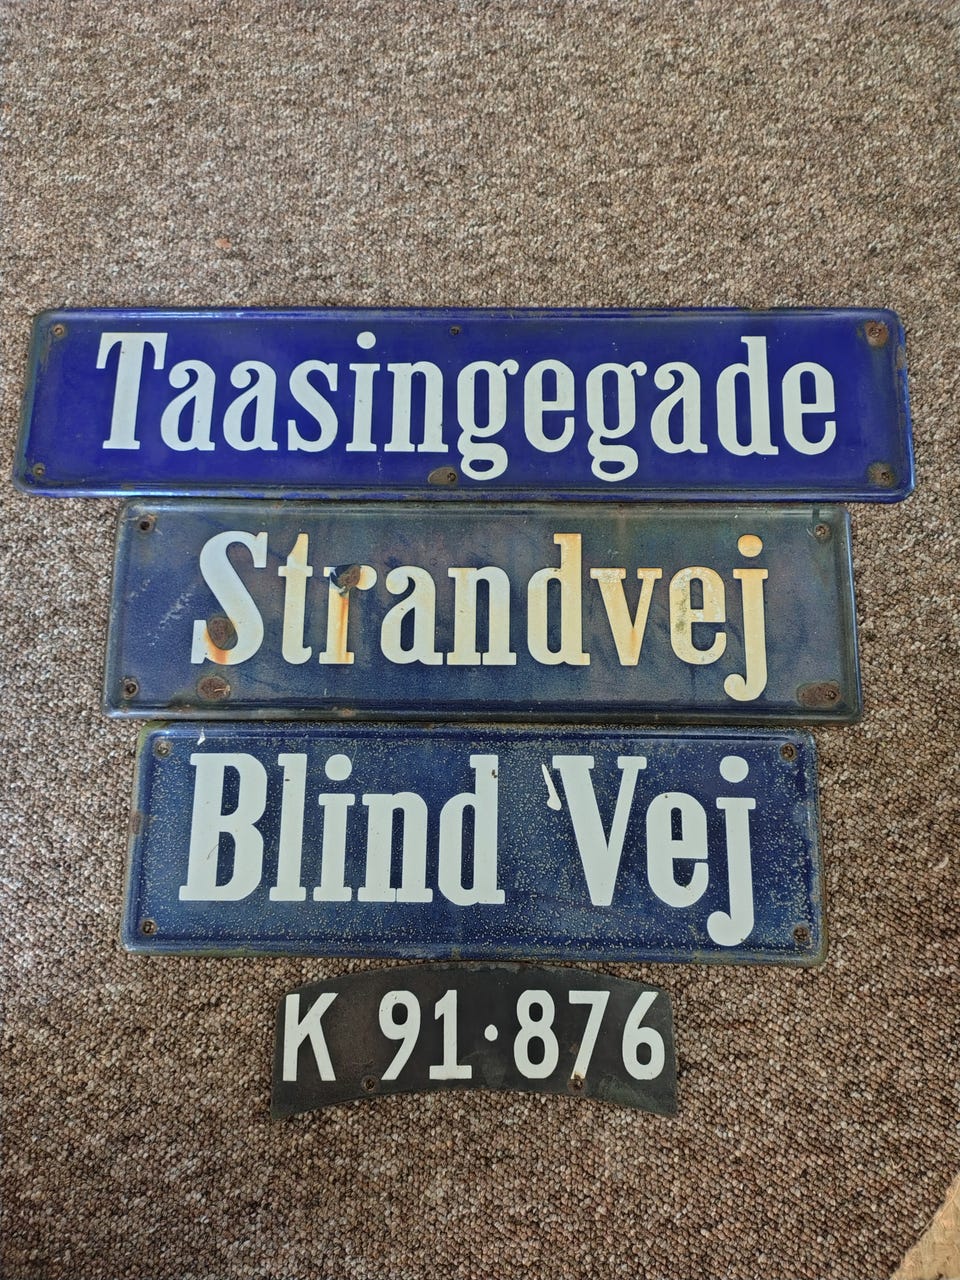 Taasingegade
Strandvej
Blind Vej
K 91·876